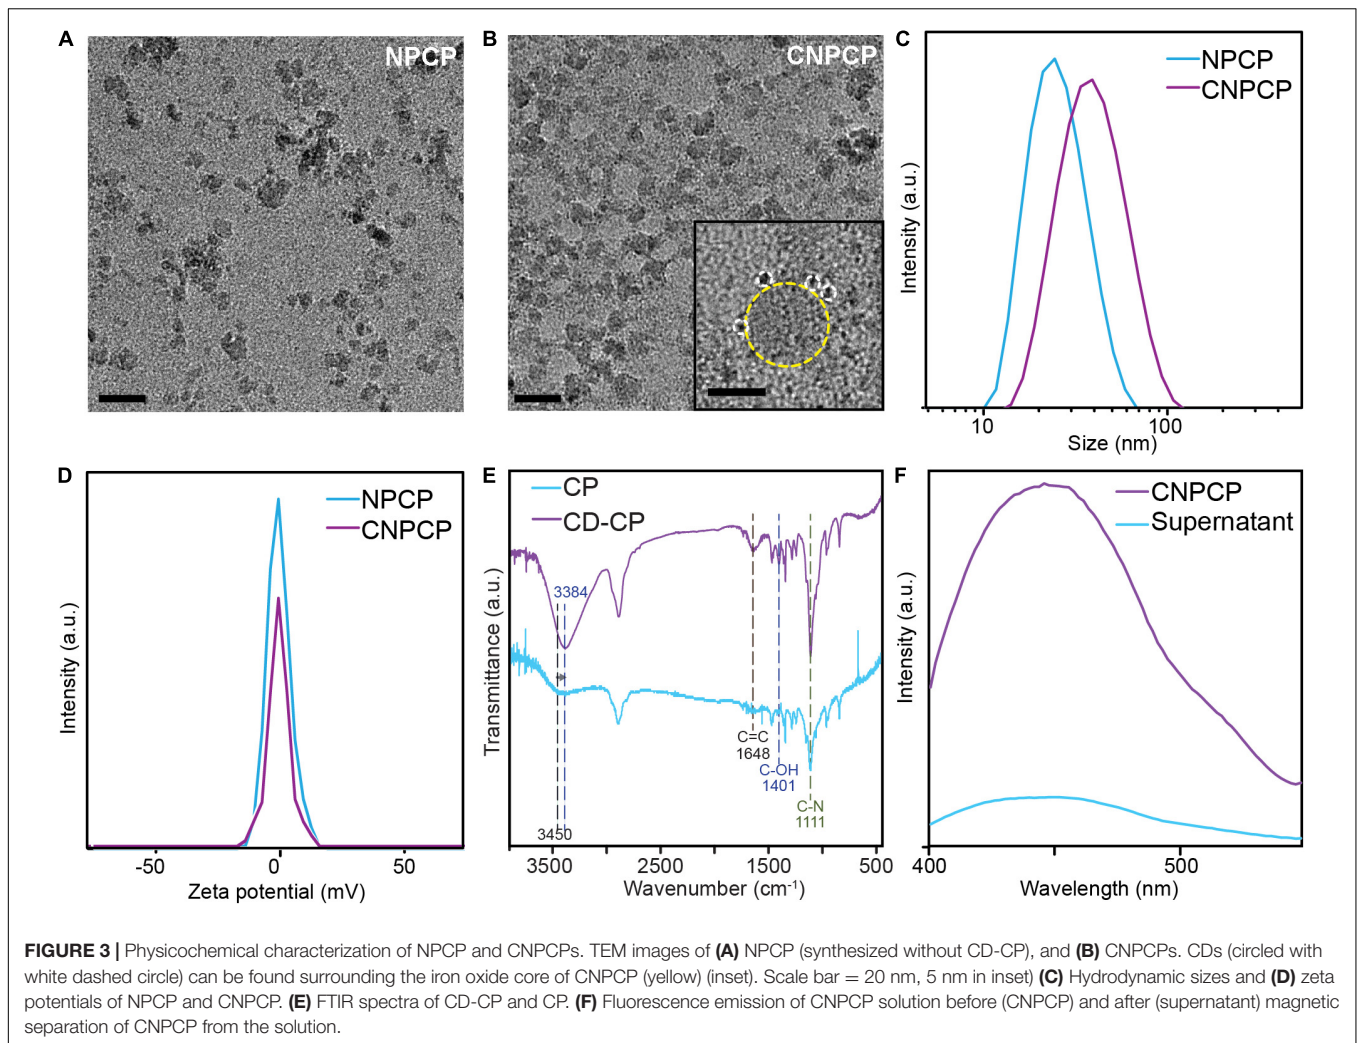 A
NPCP
B
CNPCP
C
NPCP
CNPCP
Intensity (a.u.)
10
100
Size (nm)
D
NPCP
CNPCP
Intensity (a.u.)
-50
0
50
Zeta potential (mV)
E
CP
CD-CP
3384
Transmittance (a.u.)
C=C
1648
C-OH
1401
C-N
1111
3450
3500
2500
1500
500
Wavenumber (cm-1)
F
CNPCP
Supernatant
Intensity (a.u.)
400
500
Wavelength (nm)
FIGURE 3 | Physicochemical characterization of NPCP and CNPCPs. TEM images of (A) NPCP (synthesized without CD-CP), and (B) CNPCPs. CDs (circled with
white dashed circle) can be found surrounding the iron oxide core of CNPCP (yellow) (inset). Scale bar = 20 nm, 5 nm in inset) (C) Hydrodynamic sizes and (D) zeta
potentials of NPCP and CNPCP. (E) FTIR spectra of CD-CP and CP. (F) Fluorescence emission of CNPCP solution before (CNPCP) and after (supernatant) magnetic
separation of CNPCP from the solution.